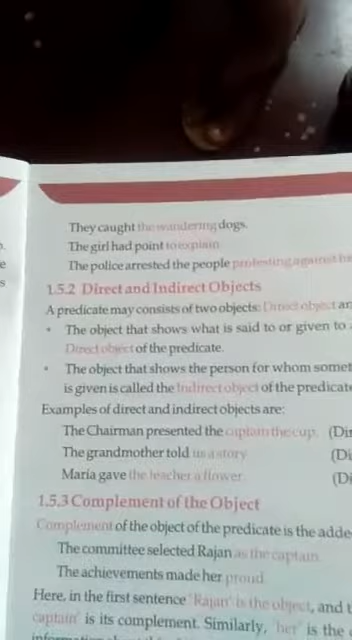 They caught the wandering dogs.
The girl had point to explain.
The police arrested the people protesting against
1.5.2 Direct and Indirect Objects
A predicate may consists of two objects: Direct object
• The object that shows what is said to or given to
Direct object of the predicate.
• The object that shows the person for whom
is given is called the Indirect object of the
Examples of direct and indirect objects are:
The Chairman presented the captain the cup.
The grandmother told us a story.
Maria gave the teacher a flower.
1.5.3 Complement of the Object
Complement of the object of the predicate is the
The committee selected Rajan as the captain.
The achievements made her proud.
Here, in the first sentence 'Rajan' is the object, and
captain' is its complement. Similarly, 'her' is the